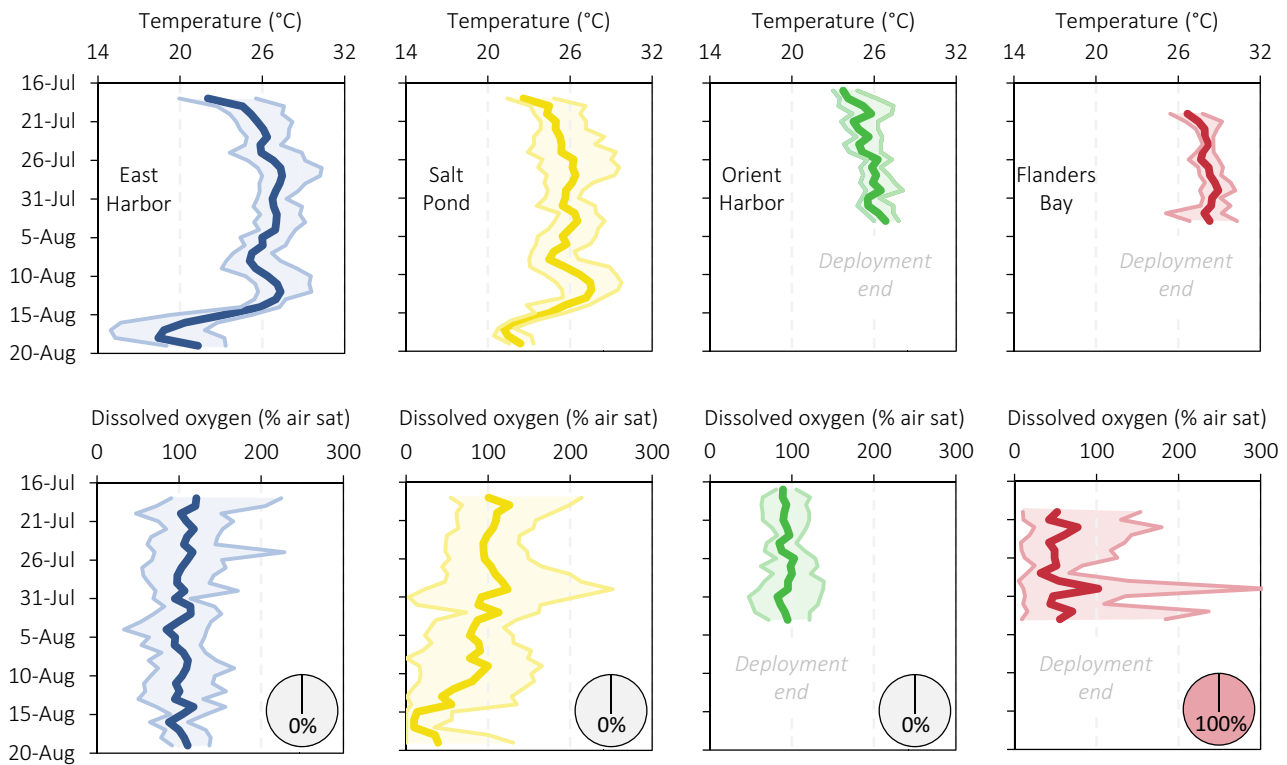 Temperature (°C) Temperature (°C) Temperature (°C) Temperature (°C)
14 20 26 32 14 20 26 32 14 20 26 32 14 20 26 32
16-Jul
21-Jul
26-Jul
31-Jul
5-Aug
10-Aug
15-Aug
20-Aug
East
Harbor
Salt
Pond
Orient
Harbor
Deployment
end
Flanders
Bay
Deployment
end
Dissolved oxygen (% air sat) Dissolved oxygen (% air sat) Dissolved oxygen (% air sat) Dissolved oxygen (% air sat)
0 100 200 300 0 100 200 300 0 100 200 300 0 100 200 300
16-Jul
21-Jul
26-Jul
31-Jul
5-Aug
10-Aug
15-Aug
20-Aug
0%
0%
Deployment
end
0%
Deployment
end
100%